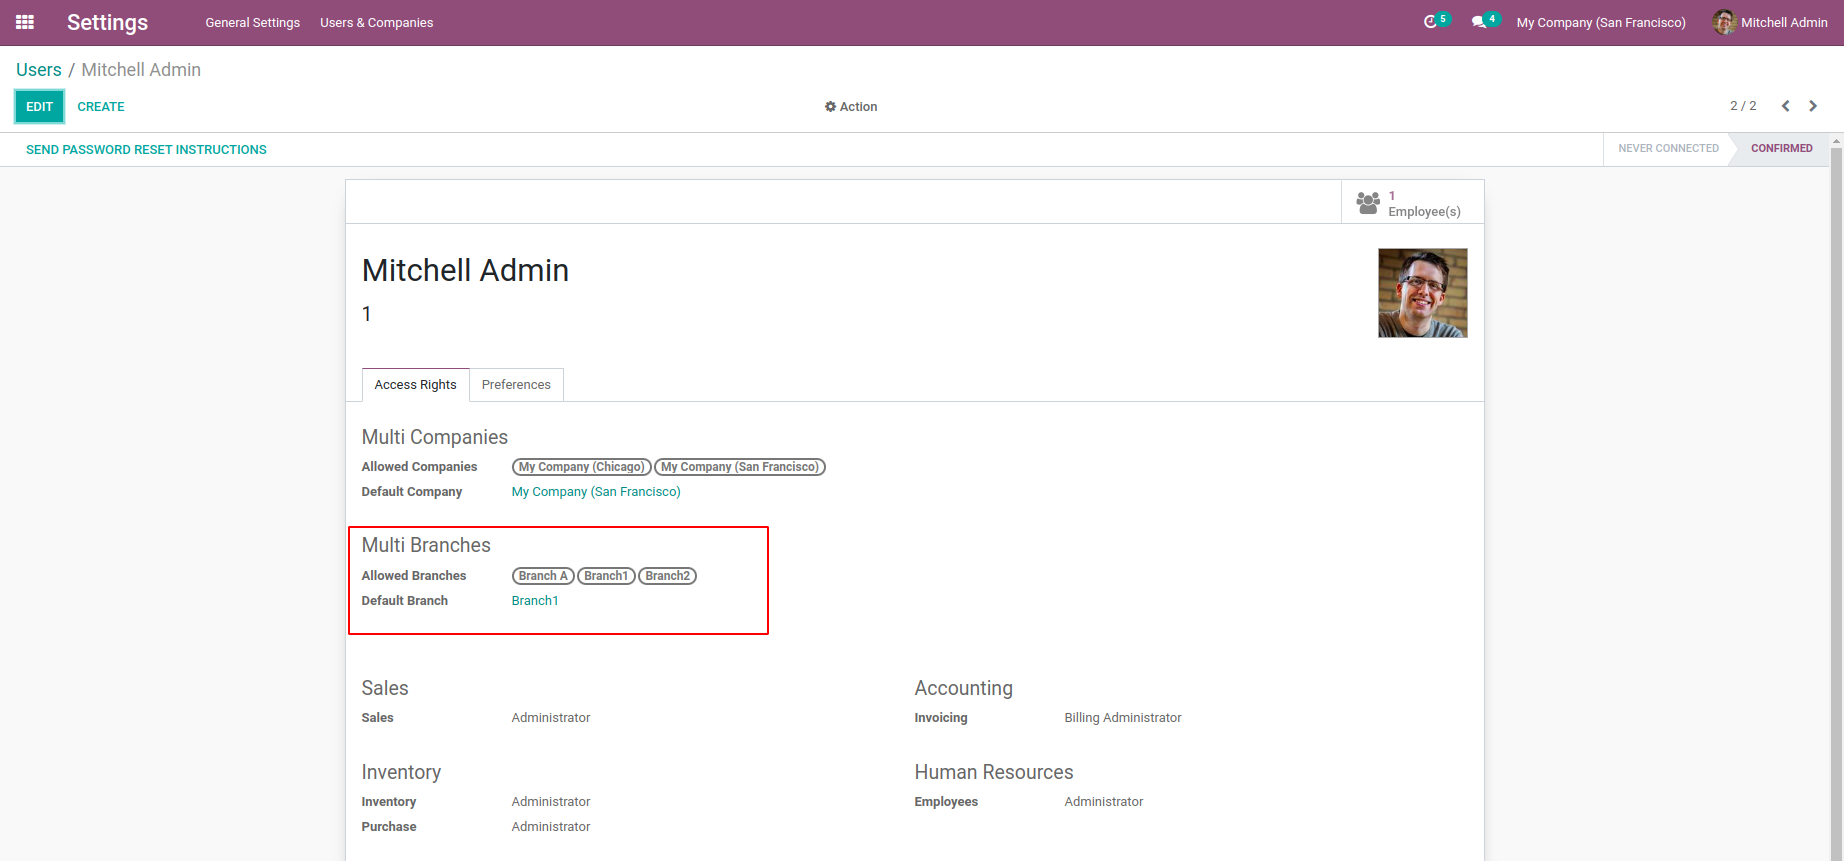 Settings General Settings Users & Companies 5 4 My Company (San Francisco) Mitchell Admin
Users / Mitchell Admin
EDIT CREATE Action 2 / 2
SEND PASSWORD RESET INSTRUCTIONS NEVER CONNECTED CONFIRMED
1
Employee(s)
Mitchell Admin
1
Access Rights Preferences
Multi Companies
Allowed Companies My Company (Chicago) My Company (San Francisco)
Default Company My Company (San Francisco)
Multi Branches
Allowed Branches Branch A Branch1 Branch2
Default Branch Branch1
Sales Accounting
Sales Administrator Invoicing Billing Administrator
Inventory Human Resources
Inventory Administrator Employees Administrator
Purchase Administrator